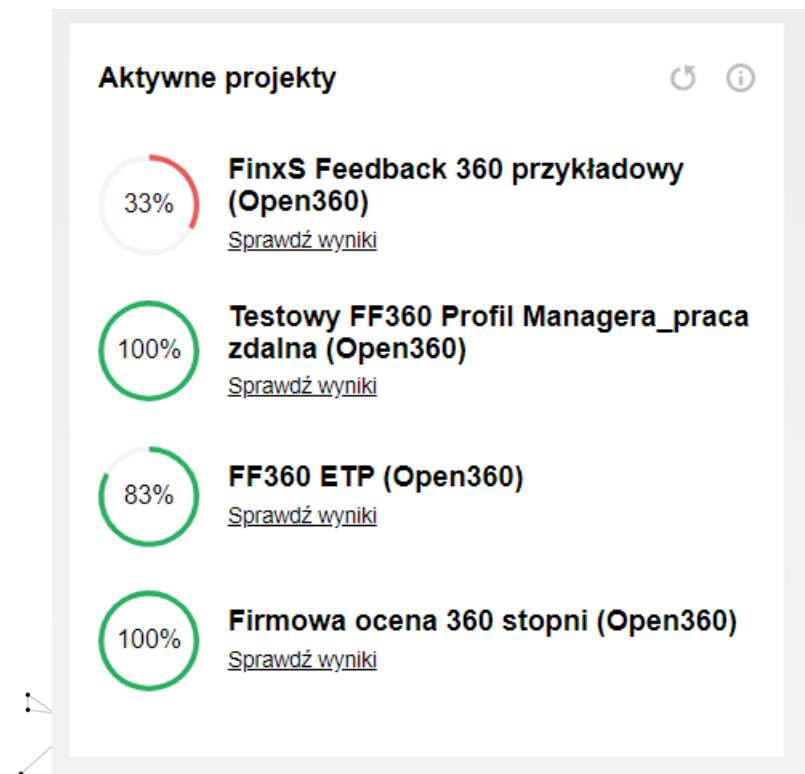 Aktywne projekty
33%
FinxS Feedback 360 przykładowy
(Open360)
Sprawdź wyniki
100%
Testowy FF360 Profil Managera_praca
zdalna (Open360)
Sprawdź wyniki
83%
FF360 ETP (Open360)
Sprawdź wyniki
100%
Firmowa ocena 360 stopni (Open360)
Sprawdź wyniki